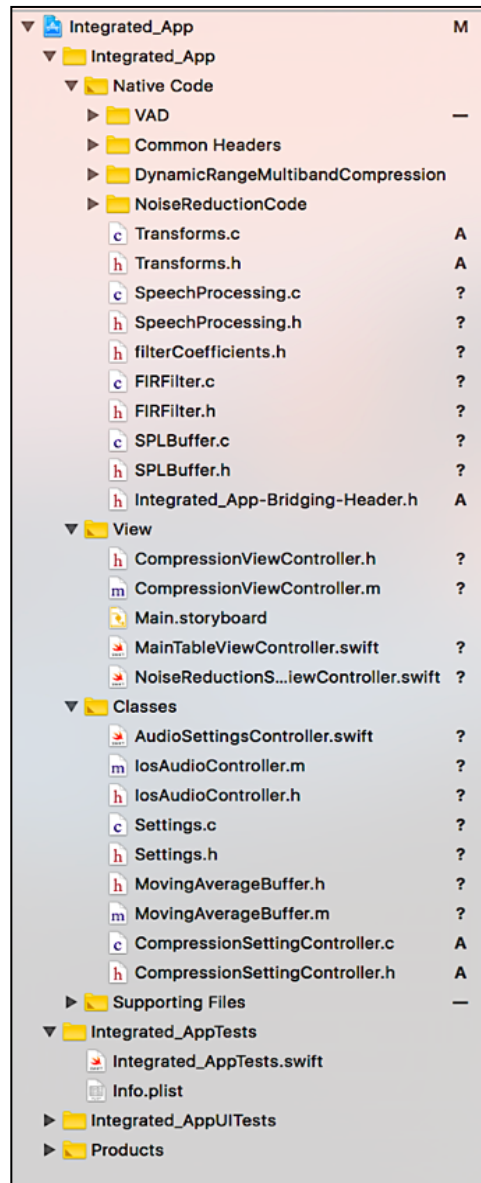 Integrated_App M
Integrated_App
Native Code
VAD —
Common Headers
DynamicRangeMultibandCompression
NoiseReductionCode
c Transforms.c A
h Transforms.h A
c SpeechProcessing.c ?
h SpeechProcessing.h ?
h filterCoefficients.h ?
c FIRFilter.c ?
h FIRFilter.h ?
c SPLBuffer.c ?
h SPLBuffer.h ?
h Integrated_App-Bridging-Header.h A
View
h CompressionViewController.h ?
m CompressionViewController.m ?
Main.storyboard
MainTableViewController.swift ?
NoiseReductionS...iewController.swift ?
Classes
AudioSettingsController.swift ?
m IosAudioController.m ?
h IosAudioController.h ?
c Settings.c ?
h Settings.h ?
h MovingAverageBuffer.h ?
m MovingAverageBuffer.m ?
c CompressionSettingController.c A
h CompressionSettingController.h A
Supporting Files —
Integrated_AppTests
Integrated_AppTests.swift
Info.plist
Integrated_AppUITests
Products